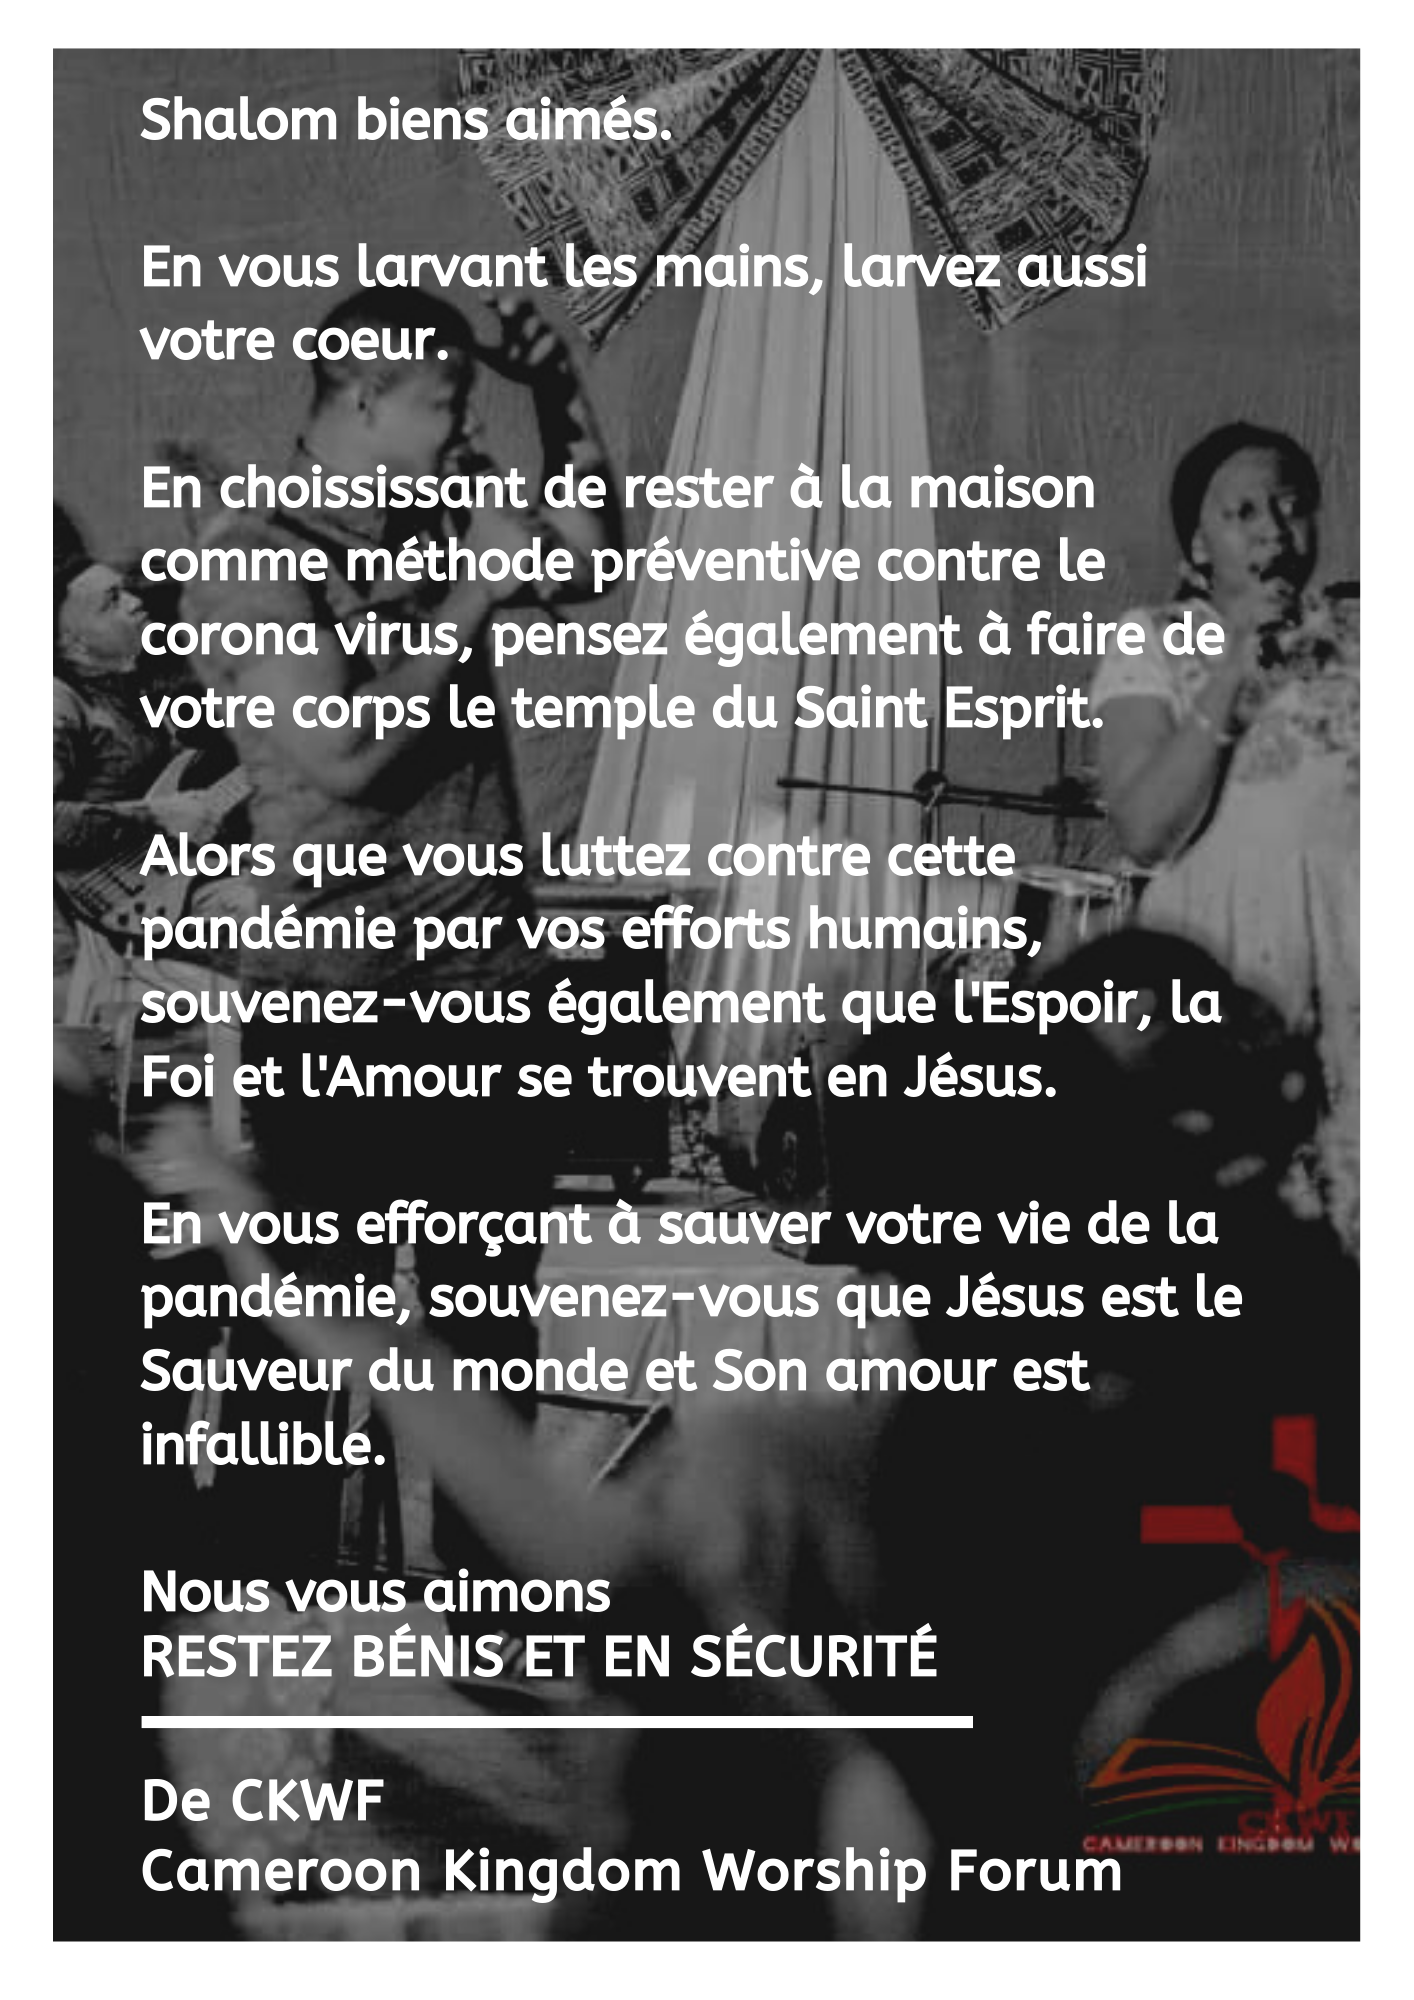 Shalom biens aimés.
En vous larvant les mains, larvez aussi
votre coeur.
En choississant de rester à la maison
comme méthode préventive contre le
corona virus, pensez également à faire de
votre corps le temple du Saint Esprit.
Alors que vous luttez contre cette
pandémie par vos efforts humains,
souvenez-vous également que l'Espoir, la
Foi et l'Amour se trouvent en Jésus.
En vous efforçant à sauver votre vie de la
pandémie, souvenez-vous que Jésus est le
Sauveur du monde et Son amour est
infallible.
Nous vous aimons
RESTEZ BÉNIS ET EN SÉCURITÉ
De CKWF
Cameroon Kingdom Worship Forum
CKWF
CAMEROON KINGDOM